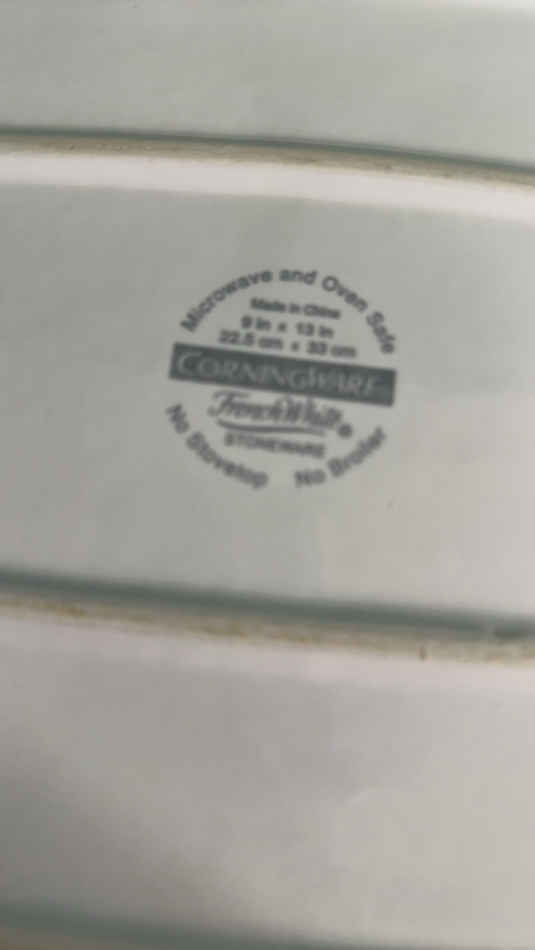 Microwave and Oven Safe
Made in China
9 in x 13 in
22.5 cm x 33 cm
CORNINGWARE
French White®
STONEWARE
No Stovetop No Broiler